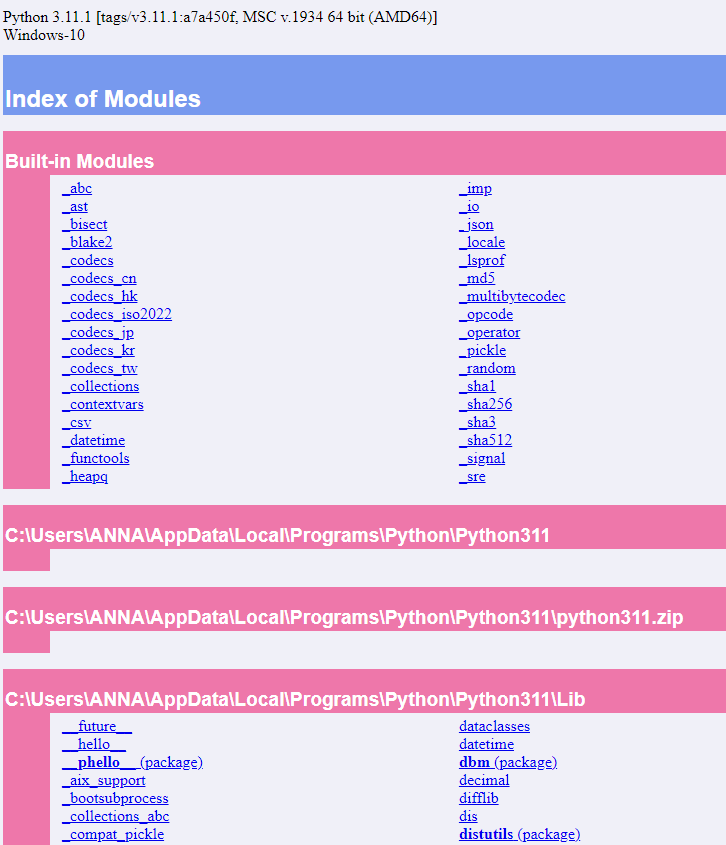 Python 3.11.1 [tags/v3.11.1:a7a450f, MSC v.1934 64 bit (AMD64)]
Windows-10
Index of Modules
Built-in Modules
_abc
_ast
_bisect
_blake2
_codecs
_codecs_cn
_codecs_hk
_codecs_iso2022
_codecs_jp
_codecs_kr
_codecs_tw
_collections
_contextvars
_csv
_datetime
_functools
_heapq
_imp
_io
_json
_locale
_lsprof
_md5
_multibytecodec
_opcode
_operator
_pickle
_random
_sha1
_sha256
_sha3
_sha512
_signal
_sre
C:\Users\ANNA\AppData\Local\Programs\Python\Python311
C:\Users\ANNA\AppData\Local\Programs\Python\Python311\python311.zip
C:\Users\ANNA\AppData\Local\Programs\Python\Python311\Lib
__future__
__hello__
__phello__ (package)
_aix_support
_bootsubprocess
_collections_abc
_compat_pickle
dataclasses
datetime
dbm (package)
decimal
difflib
dis
distutils (package)